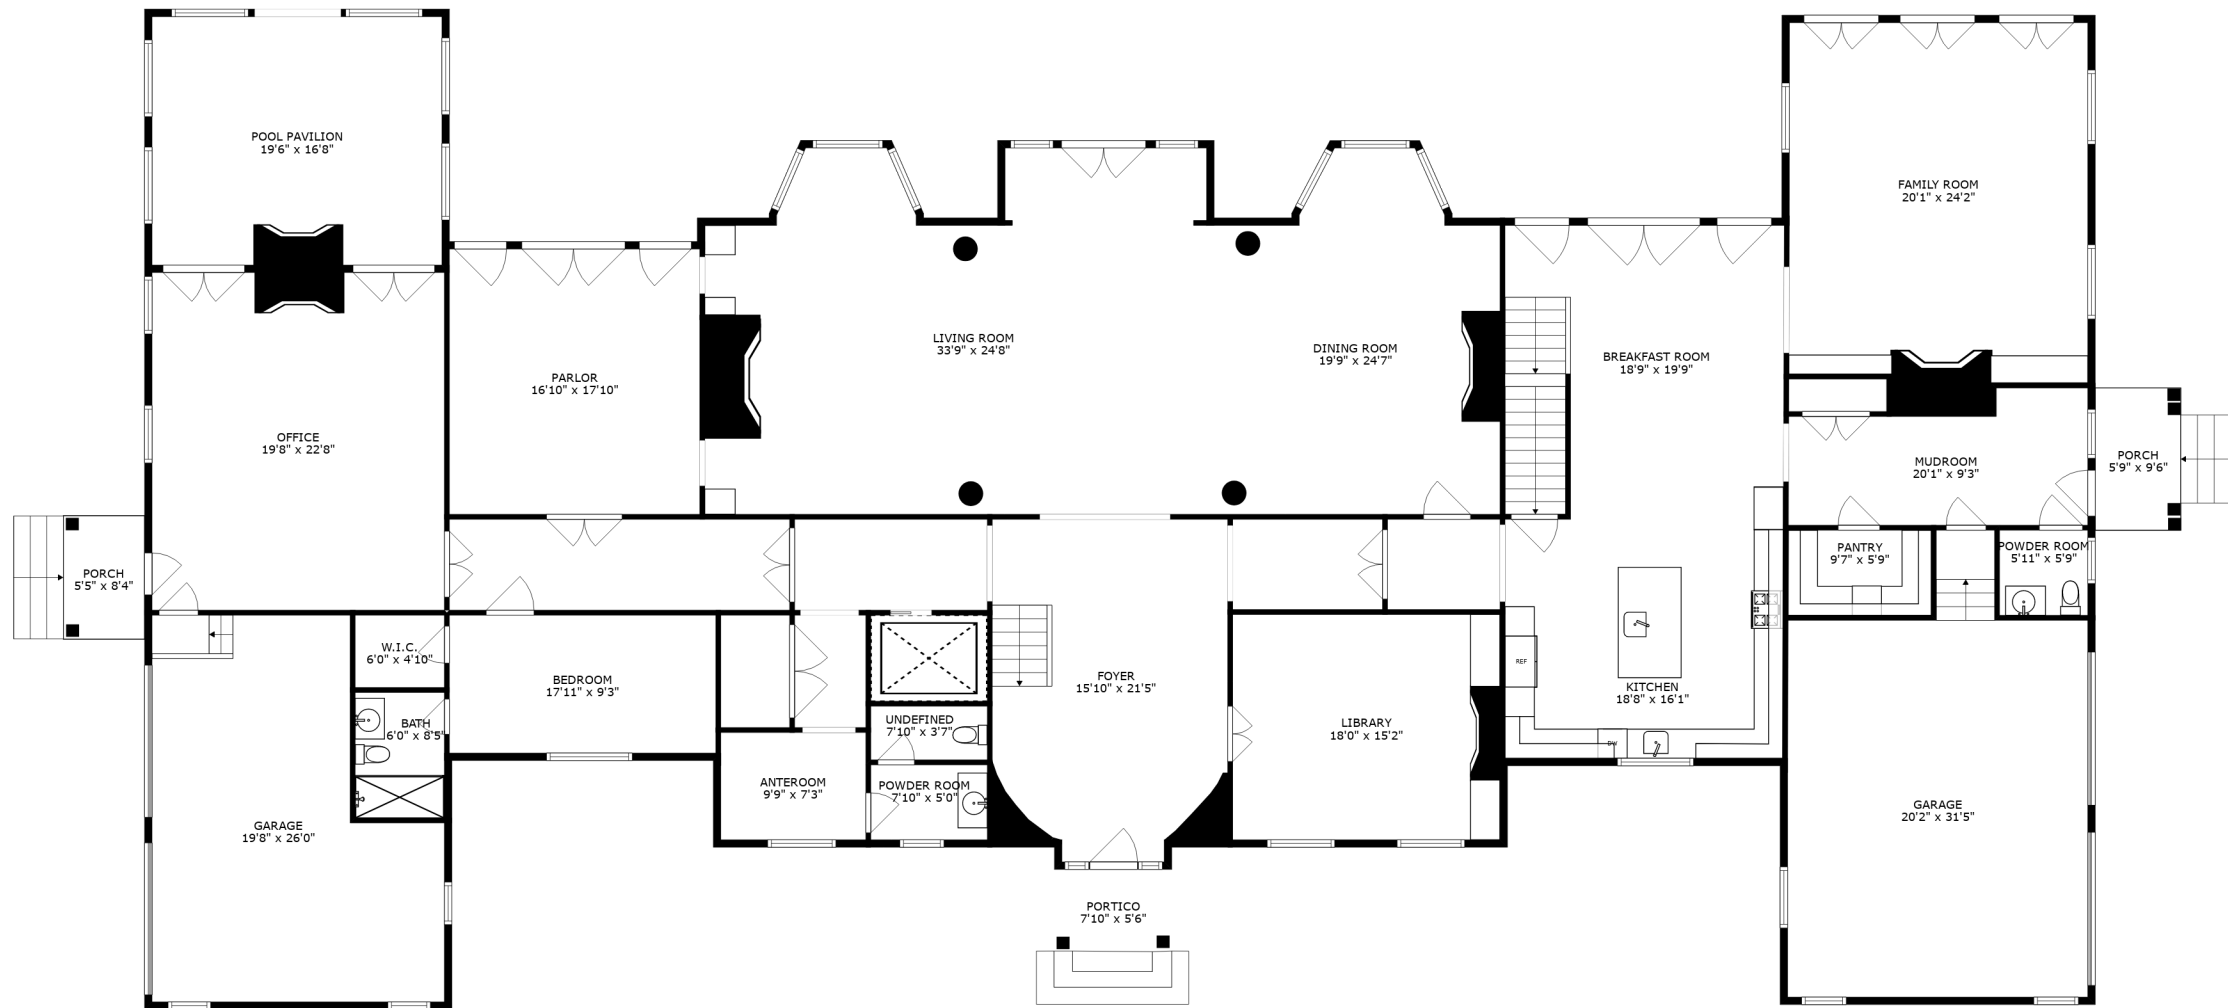 POOL PAVILION
19'6" x 16'8"
FAMILY ROOM
20'1" x 24'2"
LIVING ROOM
33'9" x 24'8"
DINING ROOM
19'9" x 24'7"
BREAKFAST ROOM
18'9" x 19'9"
PARLOR
16'10" x 17'10"
OFFICE
19'8" x 22'8"
MUDROOM
20'1" x 9'3"
PORCH
5'9" x 9'6"
PORCH
5'5" x 8'4"
PANTRY
9'7" x 5'9"
POWDER ROOM
5'11" x 5'9"
W.I.C.
6'0" x 4'10"
BEDROOM
17'11" x 9'3"
FOYER
15'10" x 21'5"
REF
KITCHEN
18'8" x 16'1"
BATH
6'0" x 8'5"
UNDEFINED
7'10" x 3'7"
LIBRARY
18'0" x 15'2"
DW
ANTEROOM
9'9" x 7'3"
POWDER ROOM
7'10" x 5'0"
GARAGE
19'8" x 26'0"
GARAGE
20'2" x 31'5"
PORTICO
7'10" x 5'6"